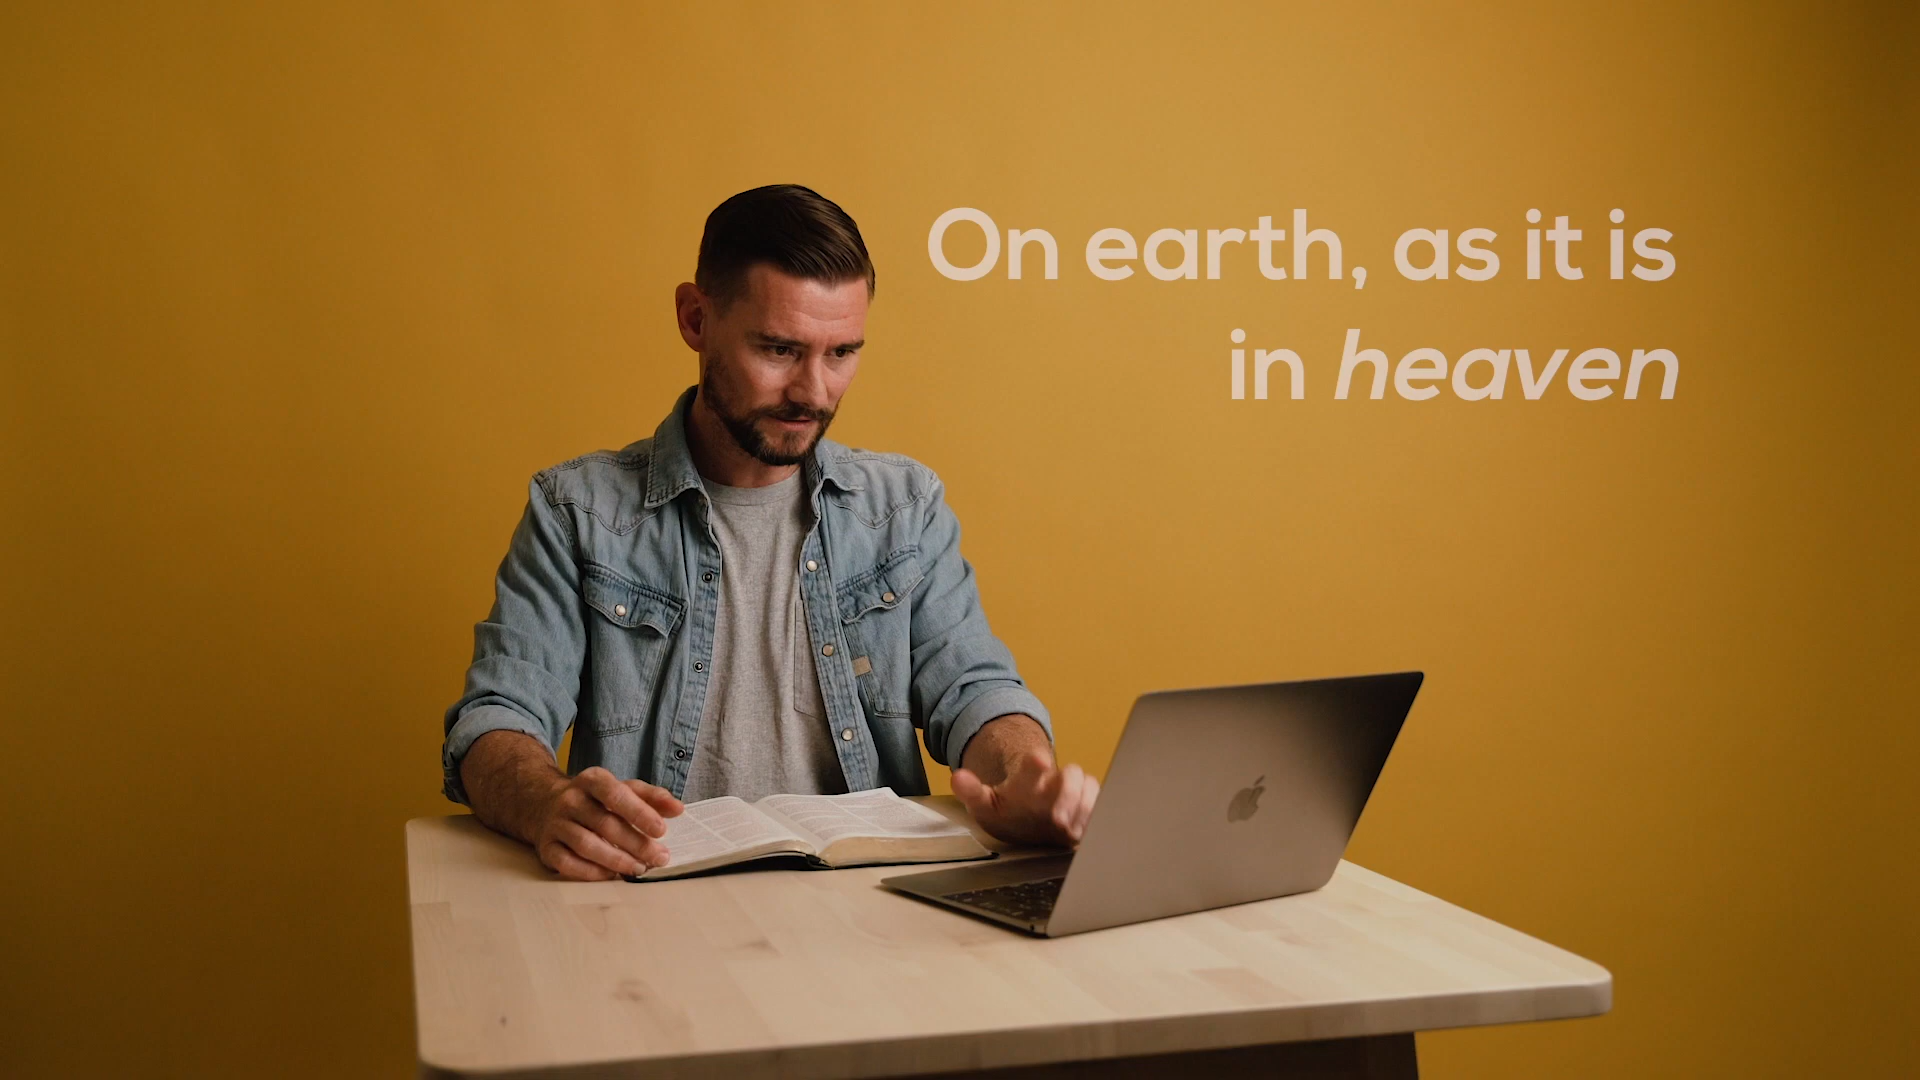 On earth, as it is
in heaven